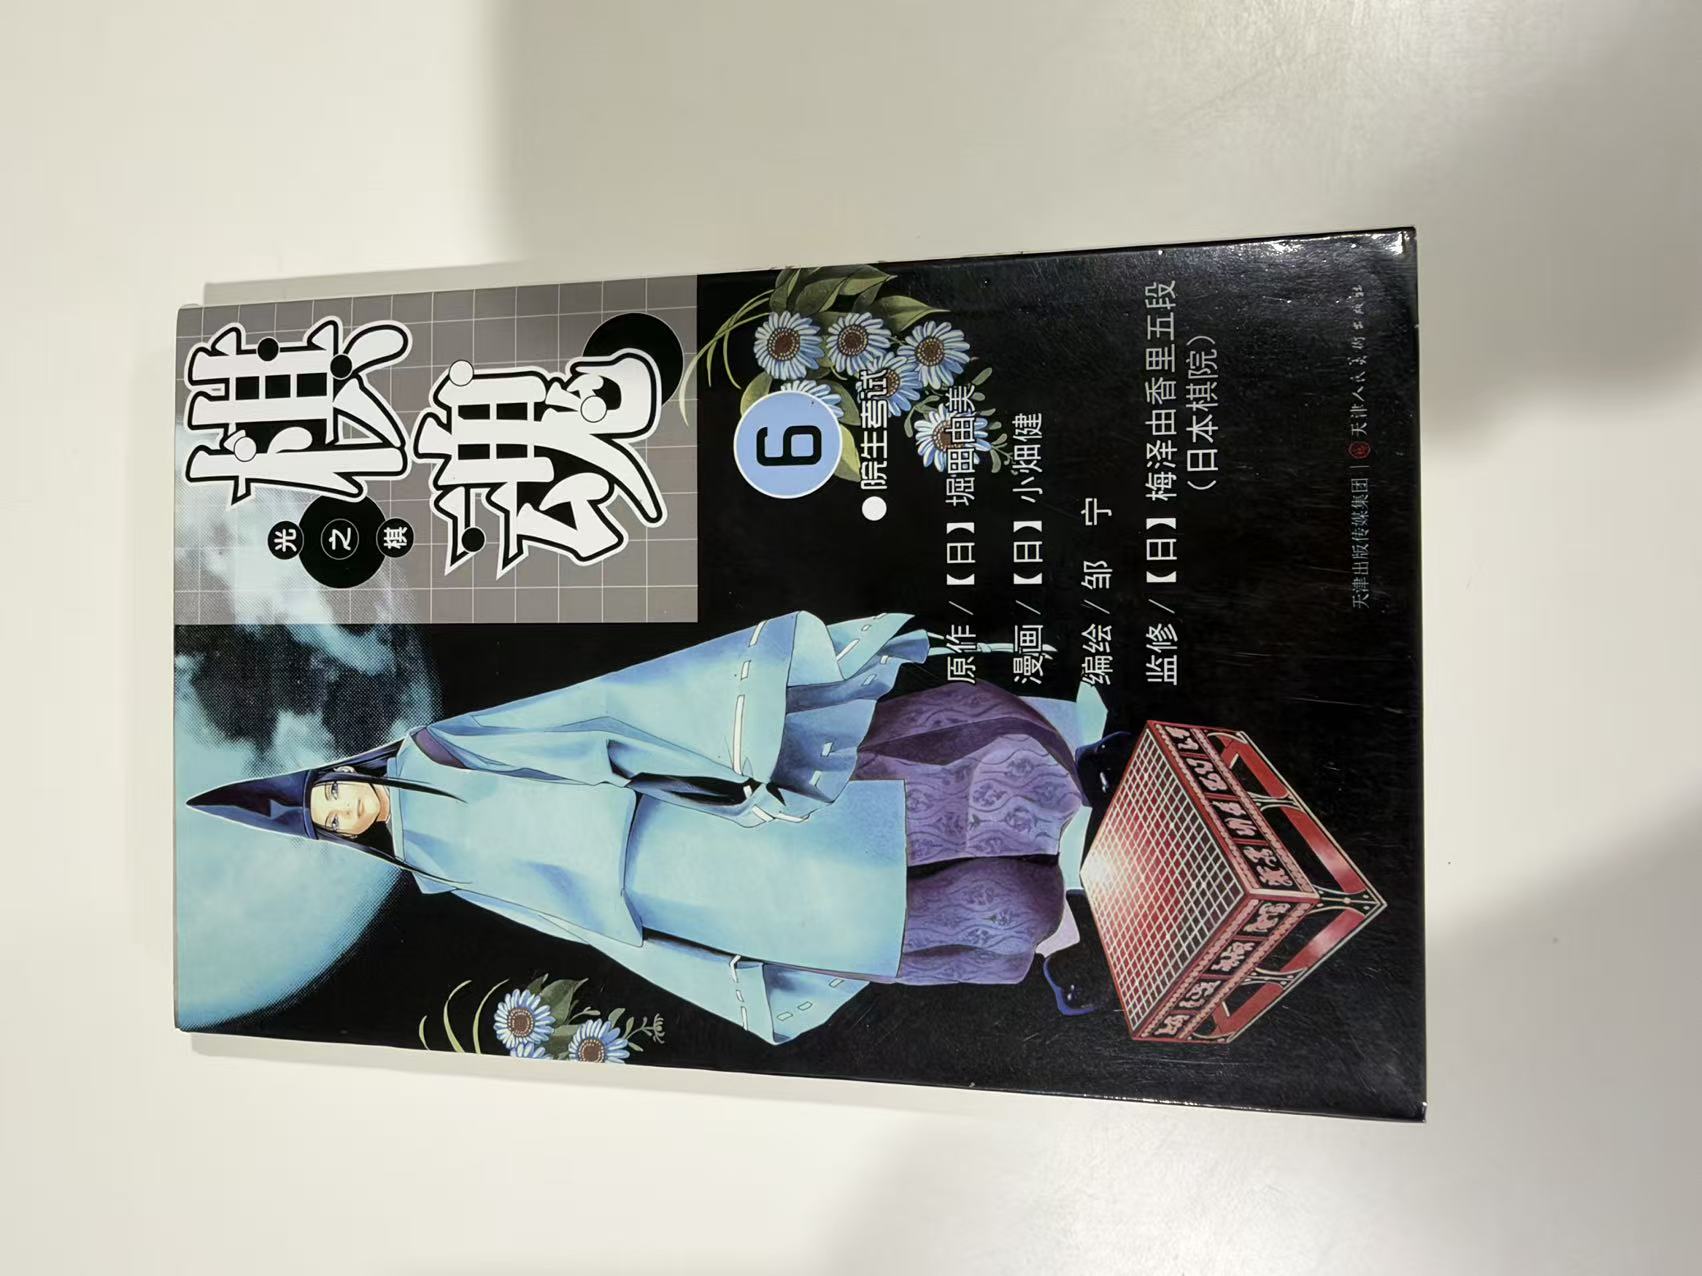 棋魂
光之棋
6
●院生考试
原作/【日】堀田由美
漫画/【日】小畑健
编绘/邹 宁
监修/【日】梅泽由香里五段
(日本棋院)
天津出版传媒集团 | 天津人民美术出版社